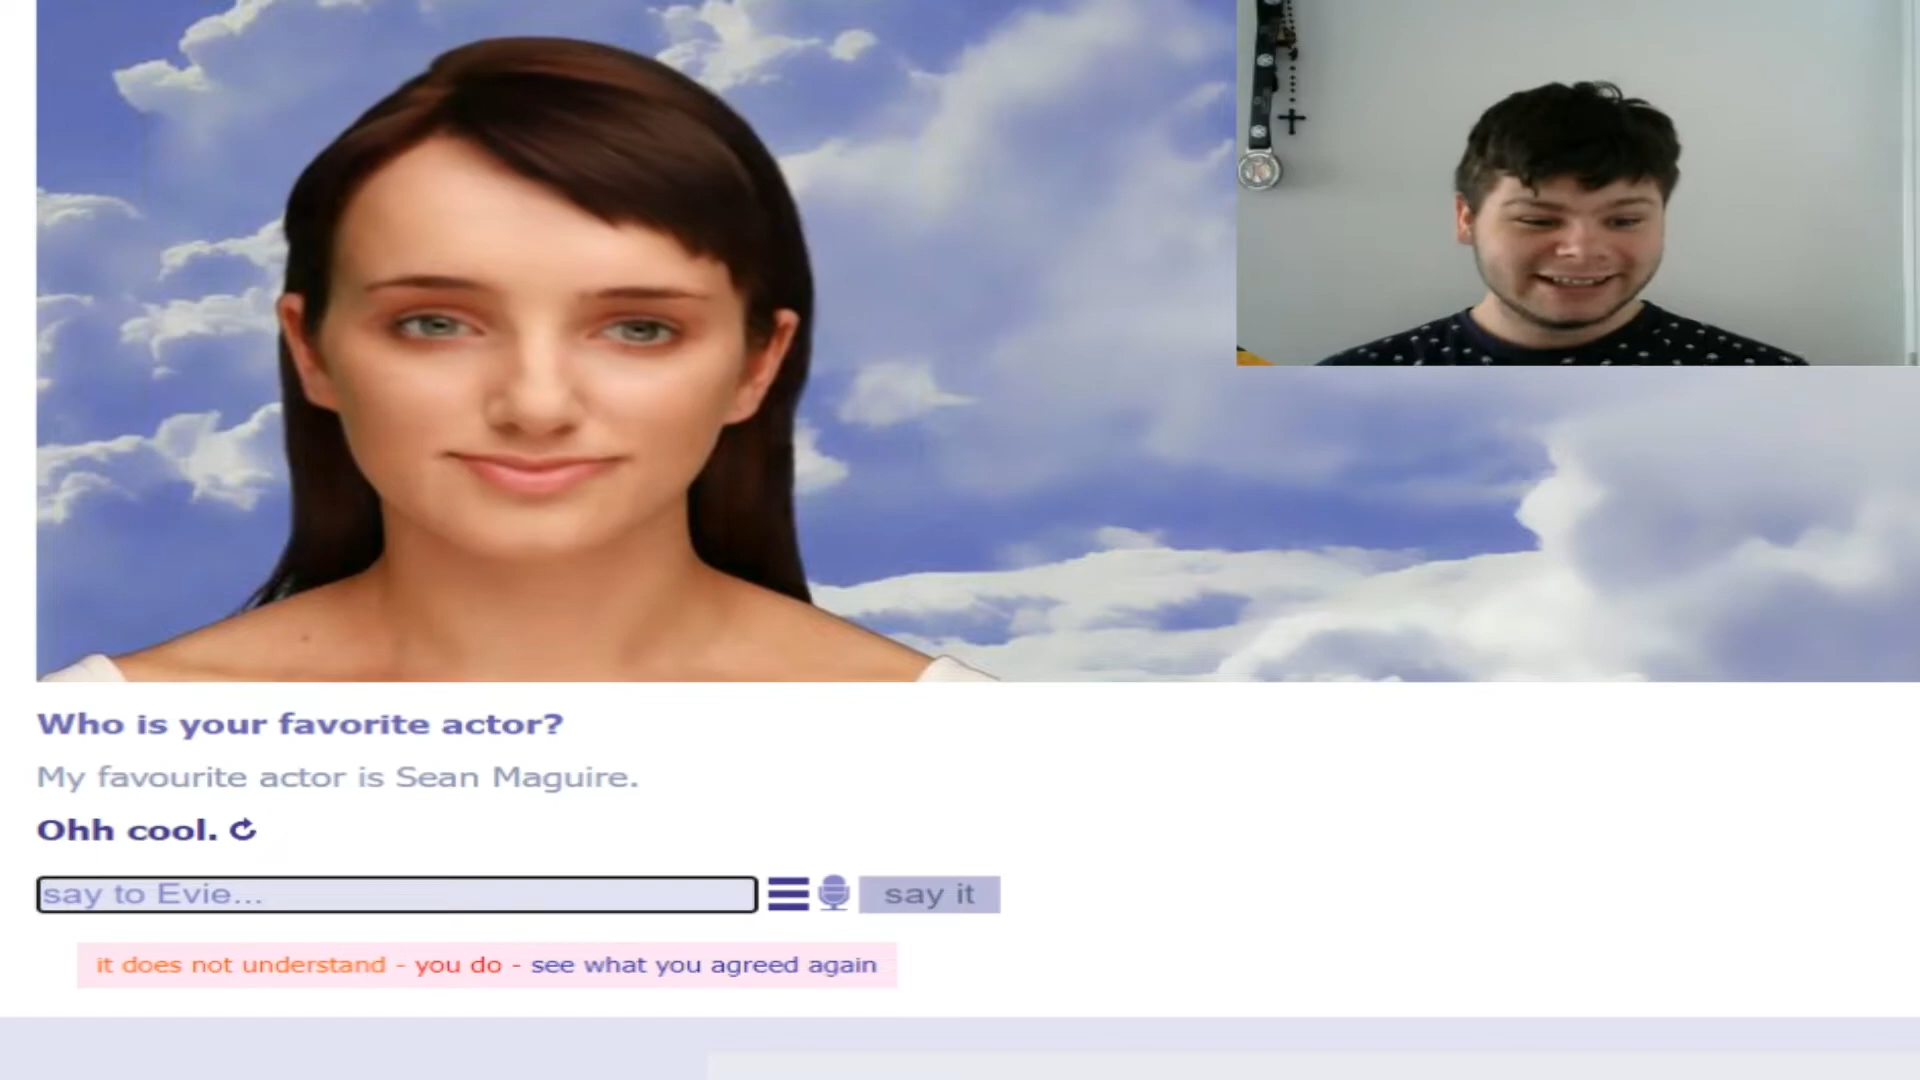 Who is your favorite actor?
My favourite actor is Sean Maguire.
Ohh cool.
say to Evie... say it
it does not understand - you do - see what you agreed again